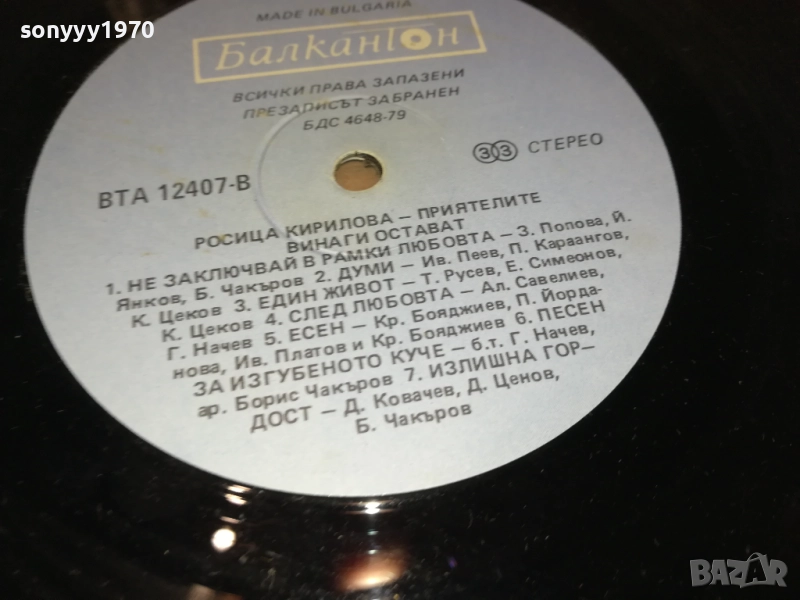 sonyyy1970
MADE IN BULGARIA
Балкантон
ВСИЧКИ ПРАВА ЗАПАЗЕНИ
ПРЕЗАПИСЪТ ЗАБРАНЕН
БДС 4648-79
ВТА 12407-В
33 СТЕРЕО
РОСИЦА КИРИЛОВА – ПРИЯТЕЛИТЕ
ВИНАГИ ОСТАВАТ
1. НЕ ЗАКЛЮЧВАЙ В РАМКИ ЛЮБОВТА – З. Попова, Й.
Янков, Б. Чакъров 2. ДУМИ – Ив. Пеев, П. Караангов,
К. Цеков 3. ЕДИН ЖИВОТ – Т. Русев, Е. Симеонов,
К. Цеков 4. СЛЕД ЛЮБОВТА – Ал. Савелиев,
Г. Начев 5. ЕСЕН – Кр. Бояджиев, П. Йорда-
нова, Ив. Платов и Кр. Бояджиев 6. ПЕСЕН
ЗА ИЗГУБЕНОТО КУЧЕ – б.т. Г. Начев,
ар. Борис Чакъров 7. ИЗЛИШНА ГОР-
ДОСТ – Д. Ковачев, Д. Ценов,
Б. Чакъров
BAZAR